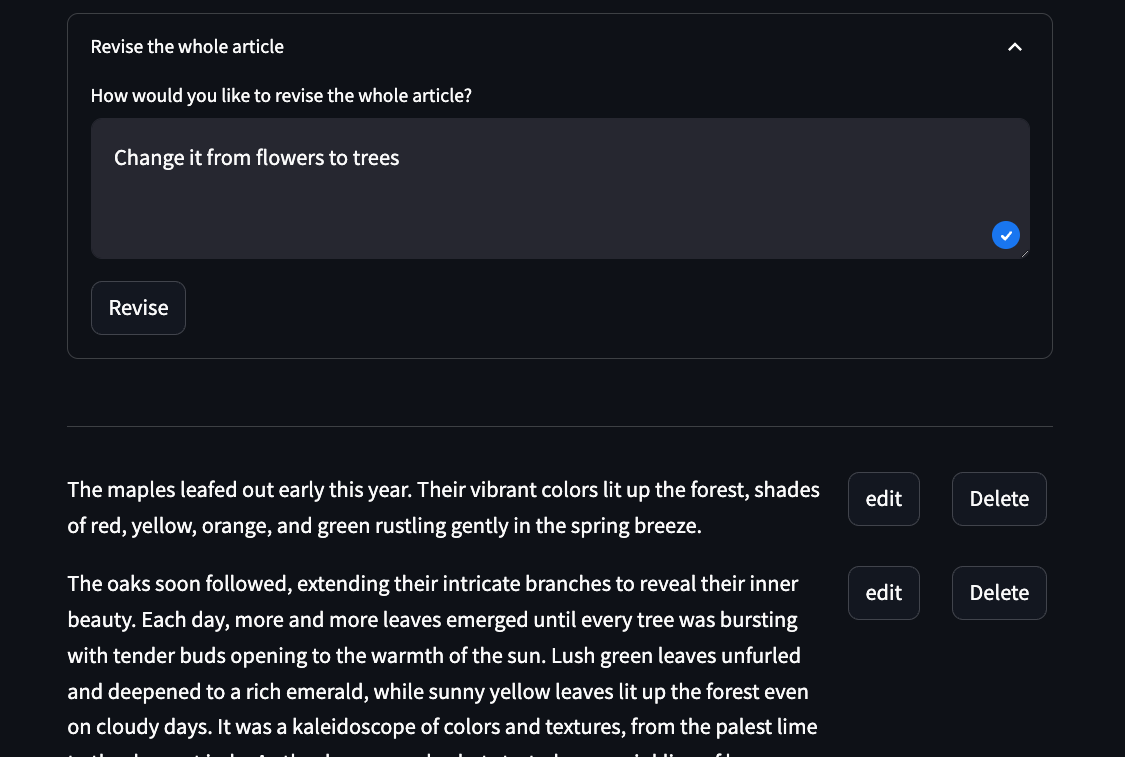 Revise the whole article
How would you like to revise the whole article?
Change it from flowers to trees
Revise
The maples leafed out early this year. Their vibrant colors lit up the forest, shades
of red, yellow, orange, and green rustling gently in the spring breeze.
edit
Delete
The oaks soon followed, extending their intricate branches to reveal their inner
beauty. Each day, more and more leaves emerged until every tree was bursting
with tender buds opening to the warmth of the sun. Lush green leaves unfurled
and deepened to a rich emerald, while sunny yellow leaves lit up the forest even
on cloudy days. It was a kaleidoscope of colors and textures, from the palest lime
edit
Delete